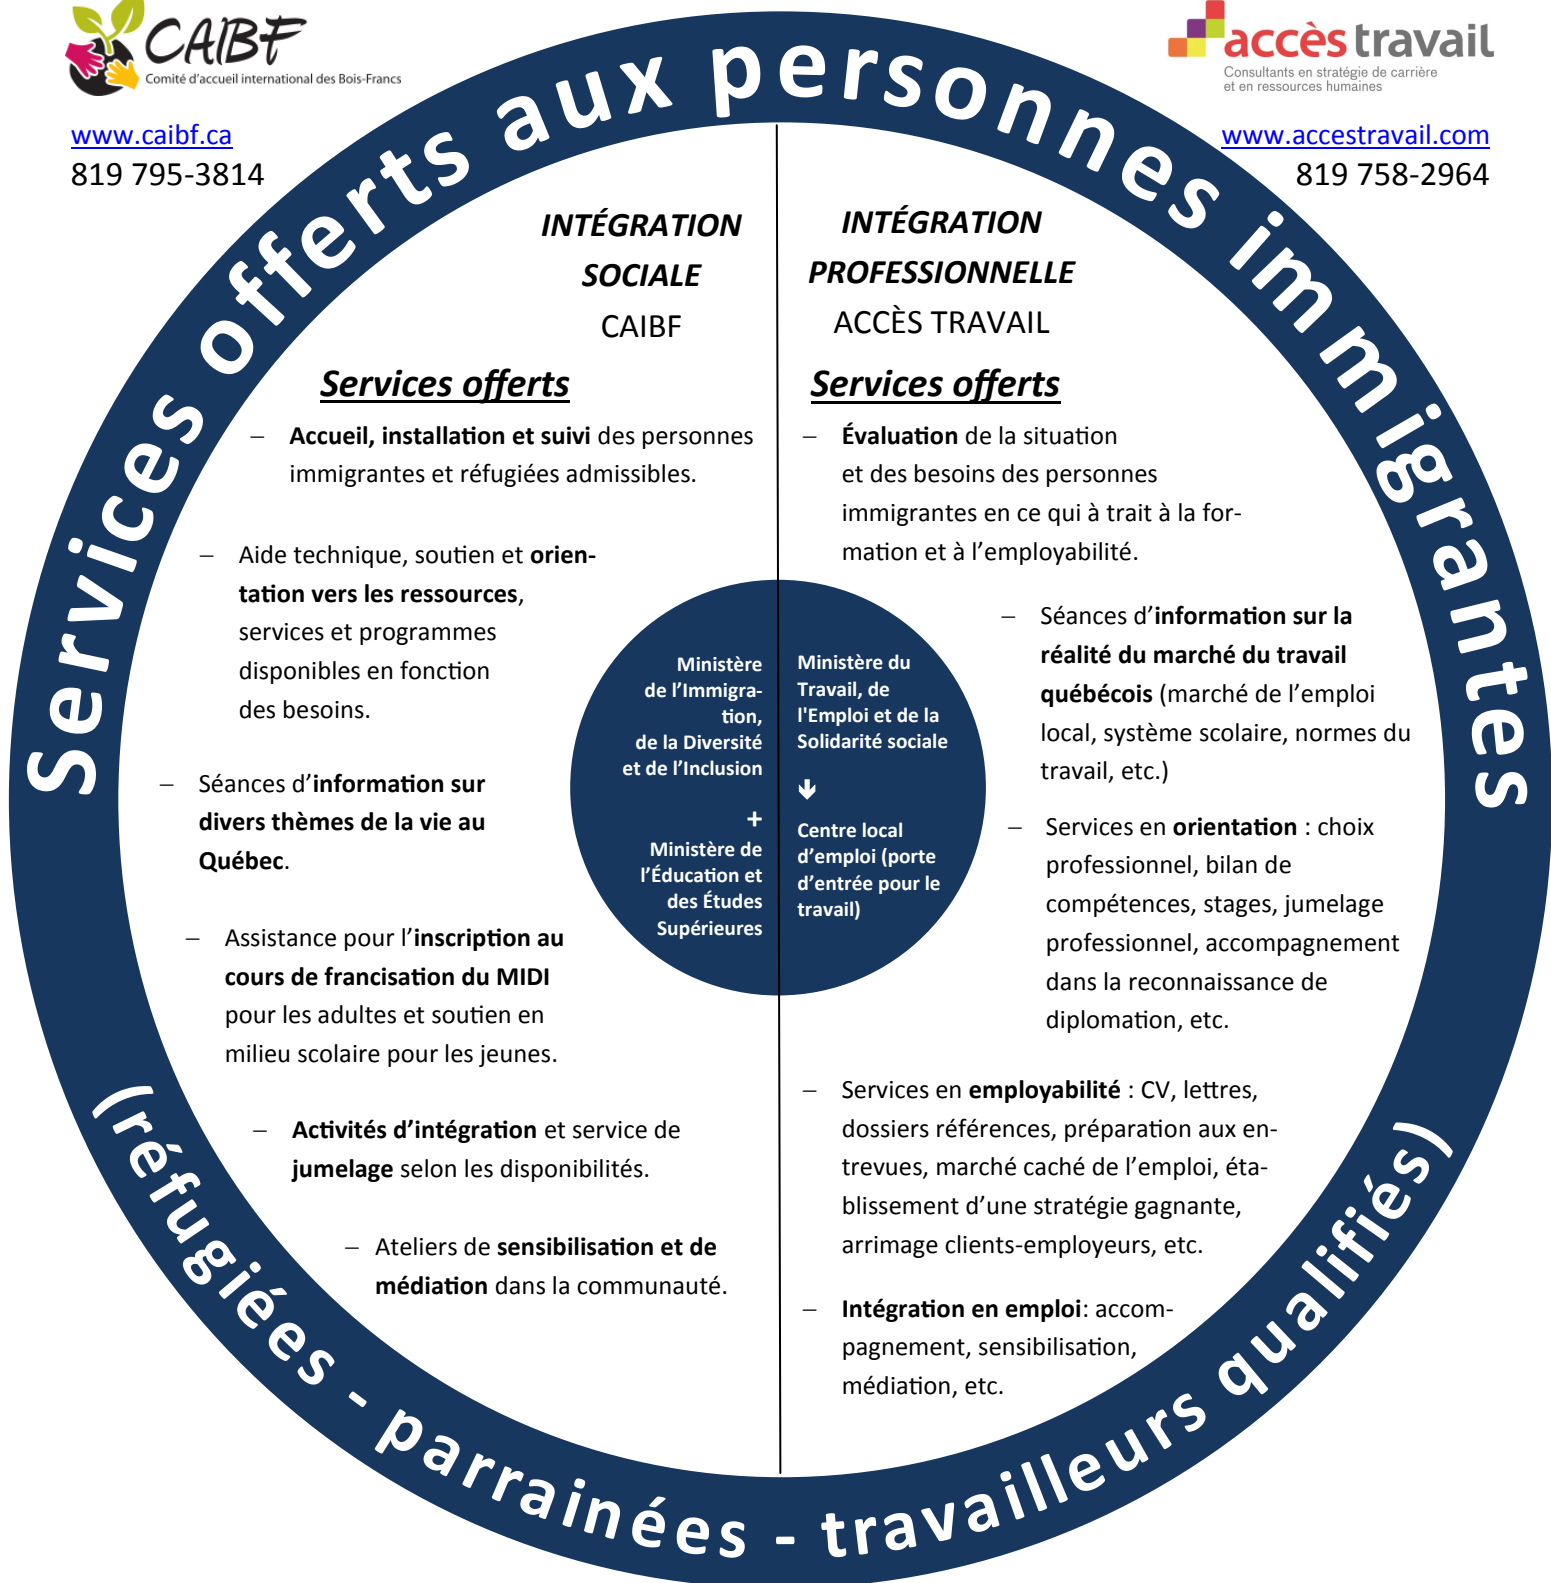 CAIBF
Comité d'accueil international des Bois-Francs
www.caibf.ca
819 795-3814
accès travail
Consultants en stratégie de carrière
et en ressources humaines
www.accestravail.com
819 758-2964
Services offerts aux personnes immigrantes
INTÉGRATION
SOCIALE
CAIBF
Services offerts
– Accueil, installation et suivi des personnes
immigrantes et réfugiées admissibles.
– Aide technique, soutien et orien-
tation vers les ressources,
services et programmes
disponibles en fonction
des besoins.
– Séances d'information sur
divers thèmes de la vie au
Québec.
– Assistance pour l'inscription au
cours de francisation du MIDI
pour les adultes et soutien en
milieu scolaire pour les jeunes.
– Activités d'intégration et service de
jumelage selon les disponibilités.
– Ateliers de sensibilisation et de
médiation dans la communauté.
Ministère
de l'Immigra-
tion,
de la Diversité
et de l'Inclusion
+
Ministère de
l'Éducation et
des Études
Supérieures
INTÉGRATION
PROFESSIONNELLE
ACCÈS TRAVAIL
Services offerts
– Évaluation de la situation
et des besoins des personnes
immigrantes en ce qui à trait à la for-
mation et à l'employabilité.
Ministère du
Travail, de
l'Emploi et de la
Solidarité sociale
🡻
Centre local
d'emploi (porte
d'entrée pour le
travail)
– Séances d'information sur la
réalité du marché du travail
québécois (marché de l'emploi
local, système scolaire, normes du
travail, etc.)
– Services en orientation : choix
professionnel, bilan de
compétences, stages, jumelage
professionnel, accompagnement
dans la reconnaissance de
diplomation, etc.
– Services en employabilité : CV, lettres,
dossiers références, préparation aux en-
trevues, marché caché de l'emploi, éta-
blissement d'une stratégie gagnante,
arrimage clients-employeurs, etc.
– Intégration en emploi: accom-
pagnement, sensibilisation,
médiation, etc.
(réfugiées - parrainées - travailleurs qualifiés)